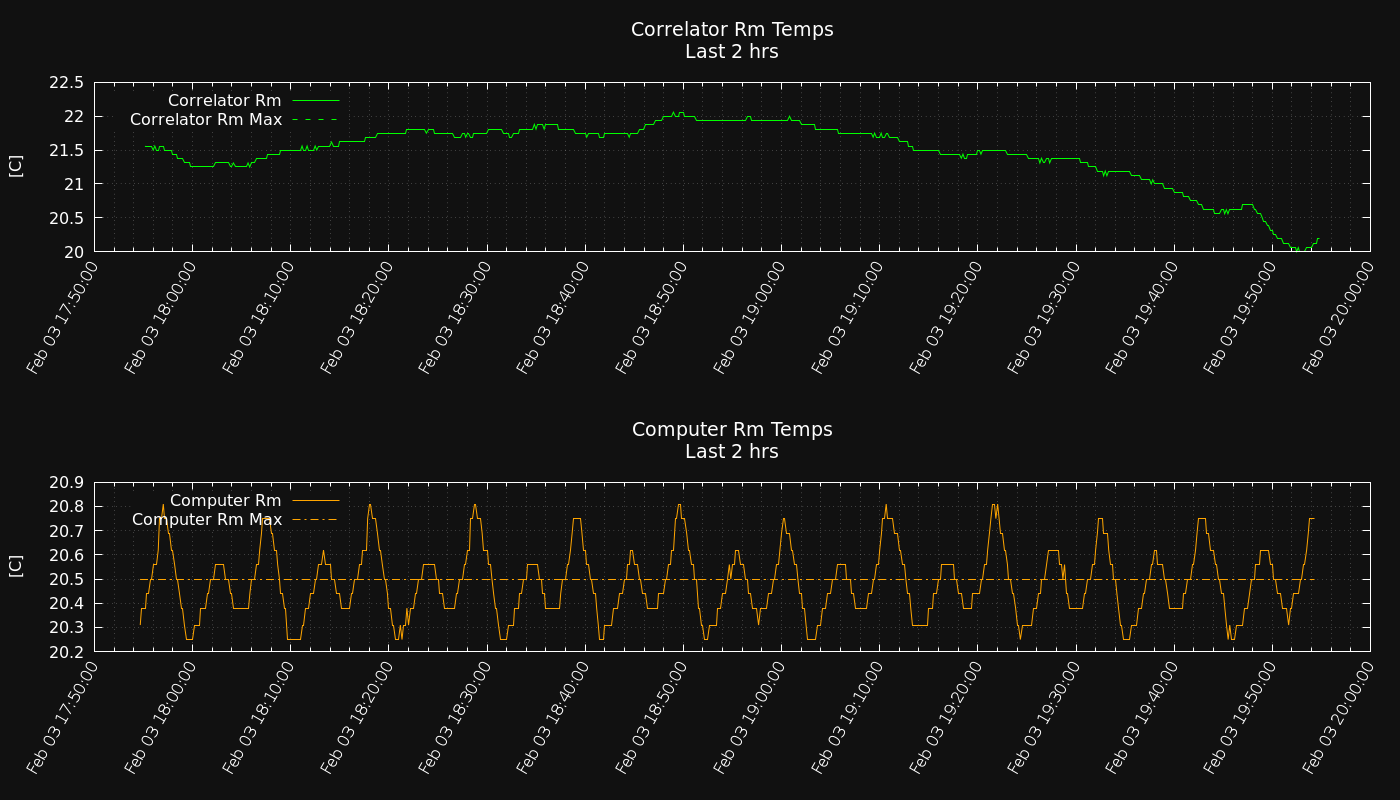 Correlator Rm Temps
Last 2 hrs
Correlator Rm
Correlator Rm Max
[C]
22.5
22
21.5
21
20.5
20
Feb 03 17:50:00
Feb 03 18:00:00
Feb 03 18:10:00
Feb 03 18:20:00
Feb 03 18:30:00
Feb 03 18:40:00
Feb 03 18:50:00
Feb 03 19:00:00
Feb 03 19:10:00
Feb 03 19:20:00
Feb 03 19:30:00
Feb 03 19:40:00
Feb 03 19:50:00
Feb 03 20:00:00
Computer Rm Temps
Last 2 hrs
Computer Rm
Computer Rm Max
[C]
20.9
20.8
20.7
20.6
20.5
20.4
20.3
20.2
Feb 03 17:50:00
Feb 03 18:00:00
Feb 03 18:10:00
Feb 03 18:20:00
Feb 03 18:30:00
Feb 03 18:40:00
Feb 03 18:50:00
Feb 03 19:00:00
Feb 03 19:10:00
Feb 03 19:20:00
Feb 03 19:30:00
Feb 03 19:40:00
Feb 03 19:50:00
Feb 03 20:00:00